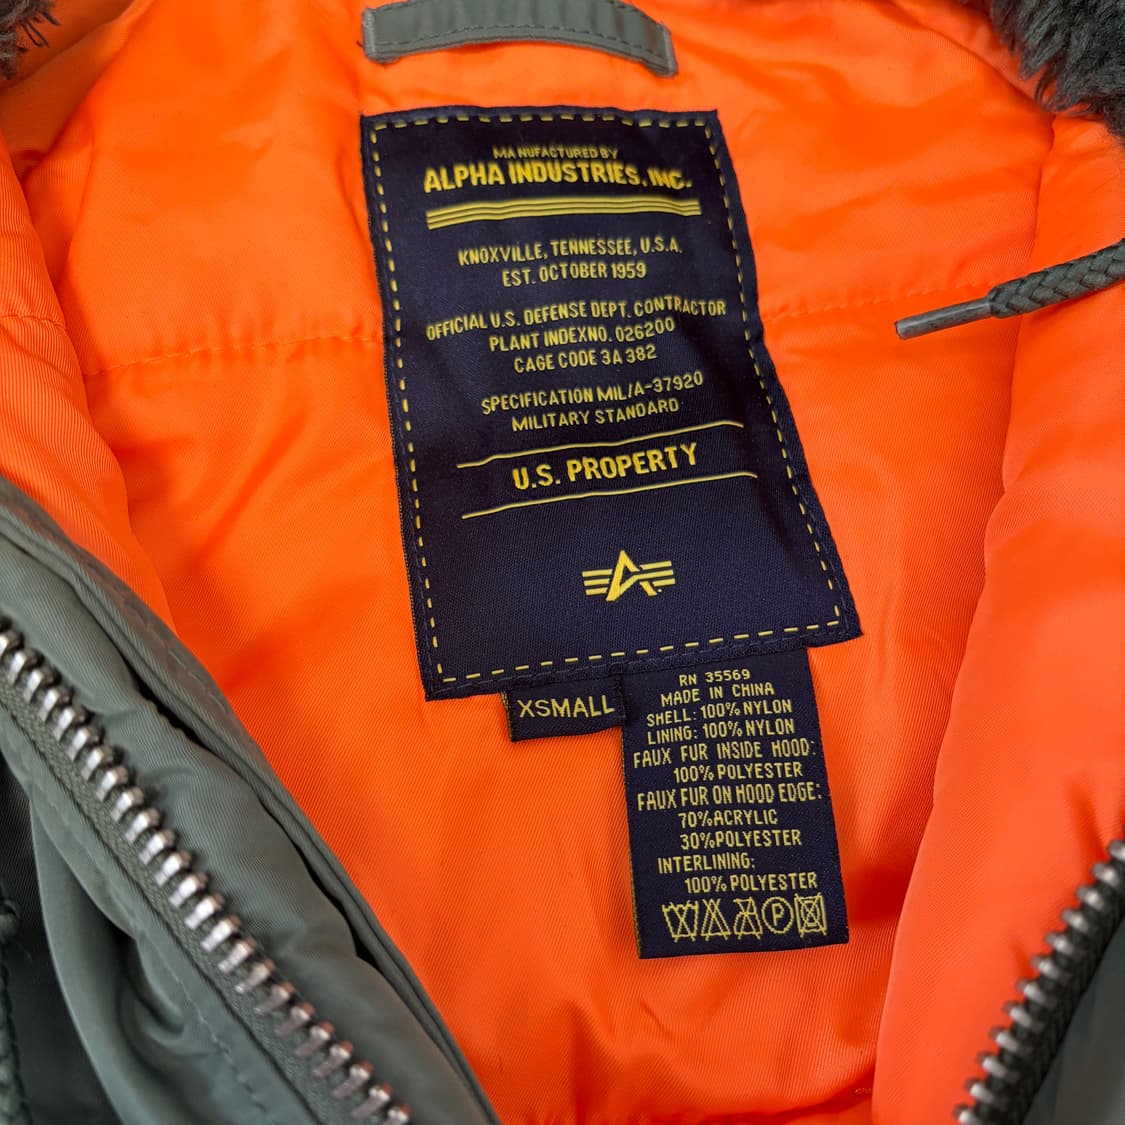 MANUFACTURED BY
ALPHA INDUSTRIES, INC.
KNOXVILLE, TENNESSEE, U.S.A.
EST. OCTOBER 1959
OFFICIAL U.S. DEFENSE DEPT. CONTRACTOR
PLANT INDEXNO. 026200
CAGE CODE 3A 382
SPECIFICATION MIL/A-37920
MILITARY STANDARD
U.S. PROPERTY
XSMALL
RN 35569
MADE IN CHINA
SHELL: 100% NYLON
LINING: 100% NYLON
FAUX FUR INSIDE HOOD:
100% POLYESTER
FAUX FUR ON HOOD EDGE:
70%ACRYLIC
30%POLYESTER
INTERLINING:
100% POLYESTER
P